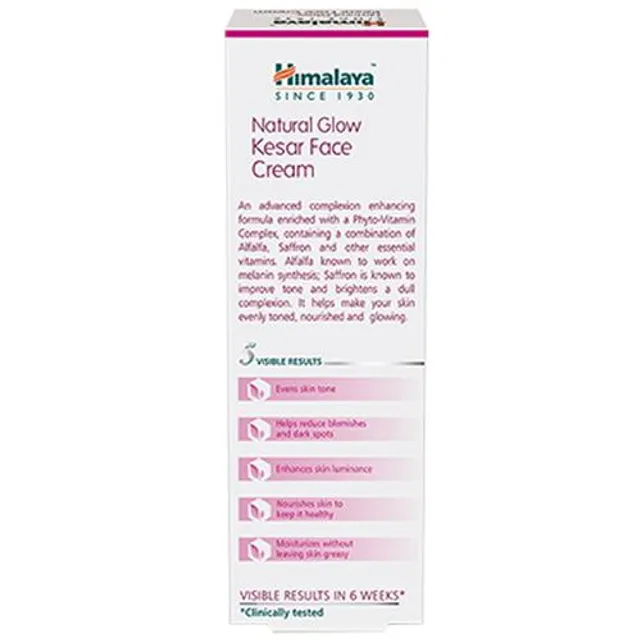 Himalaya
Himalaya™
SINCE 1930
Natural Glow
Kesar Face
Cream
An advanced complexion enhancing
formula enriched with a Phyto-Vitamin
Complex, containing a combination of
Alfalfa, Saffron and other essential
vitamins. Alfalfa known to work on
melanin synthesis; Saffron is known to
improve tone and brightens a dull
complexion. It helps make your skin
evenly toned, nourished and glowing.
5 VISIBLE RESULTS
Evens skin tone
Helps reduce blemishes
and dark spots
Enhances skin luminance
Nourishes skin to
keep it healthy
Moisturizes without
leaving skin greasy
VISIBLE RESULTS IN 6 WEEKS*
*Clinically tested